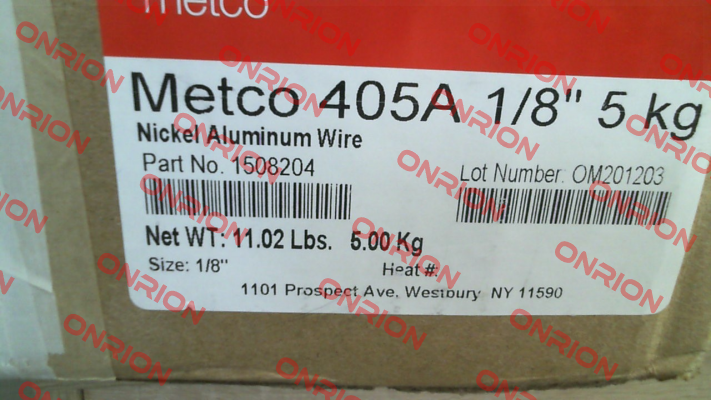 metco
Metco 405A 1/8" 5 kg
Nickel Aluminum Wire
Part No. 1508204
Lot Number: OM201203
Net WT: 11.02 Lbs. 5.00 Kg
Size: 1/8"
Heat #:
1101 Prospect Ave, Westbury NY 11590
ONRION